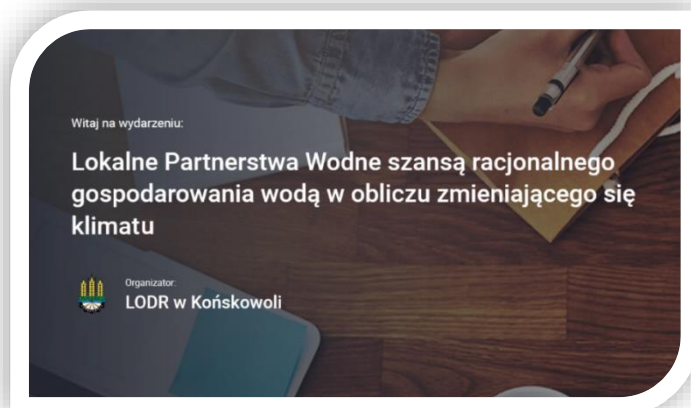 Witaj na wydarzeniu:
Lokalne Partnerstwa Wodne szansą racjonalnego
gospodarowania wodą w obliczu zmieniającego się
klimatu
Organizator:
LODR w Końskowoli